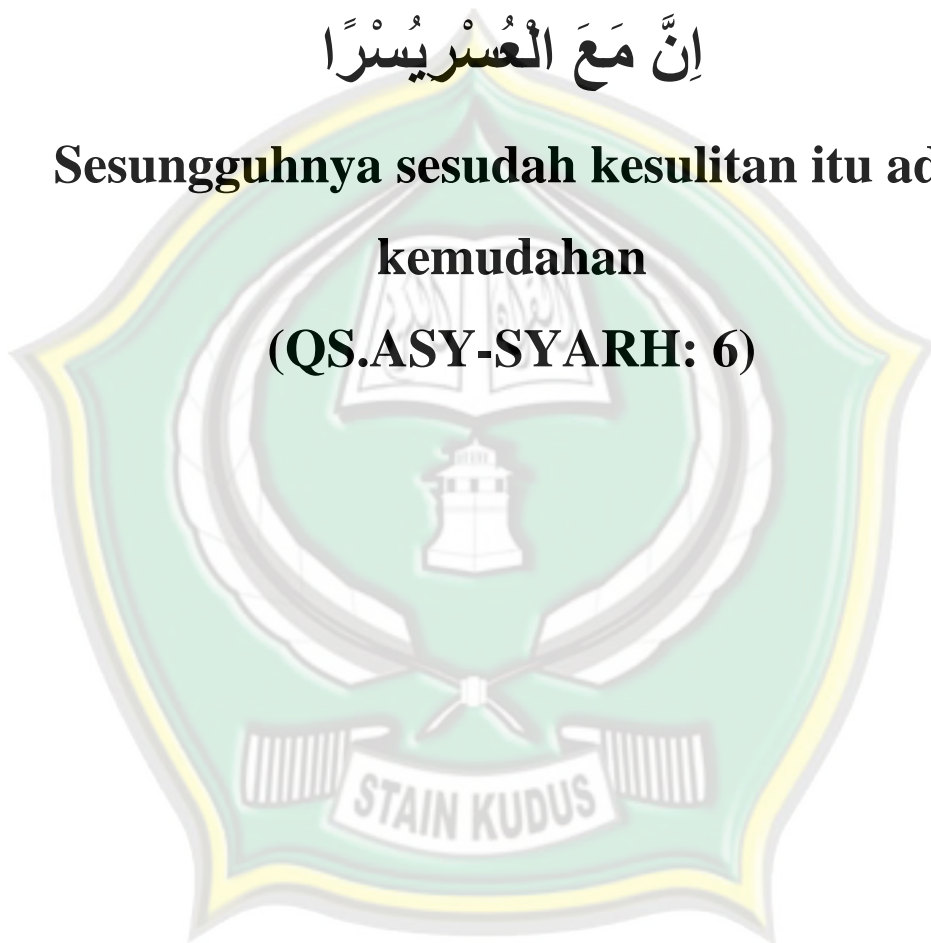 اِنَّ مَعَ الْعُسْرِيُسْرًا
Sesungguhnya sesudah kesulitan itu ad
kemudahan
(QS.ASY-SYARH: 6)
STAIN KUDUS